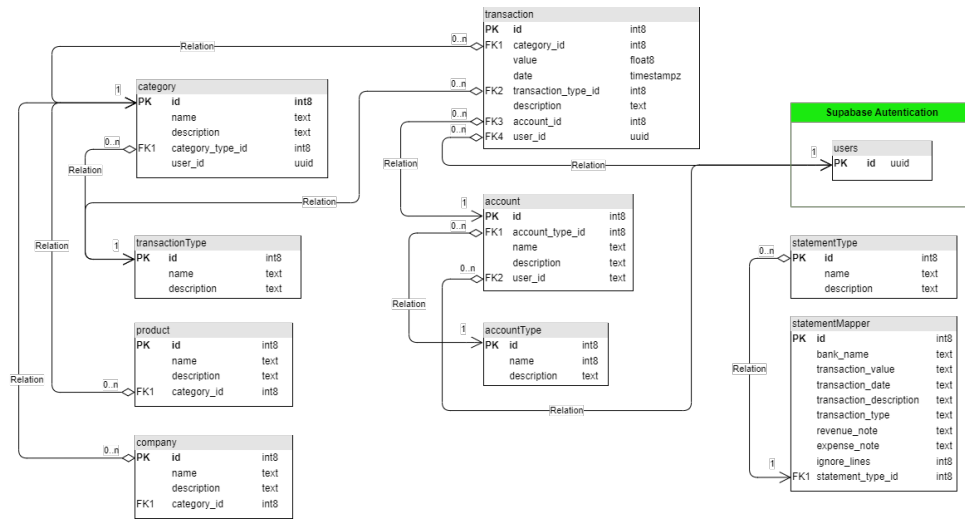 transaction
PK id int8
FK1 category_id int8
value float8
date timestampz
FK2 transaction_type_id int8
description text
FK3 account_id int8
FK4 user_id uuid
0..n
0..n
0..n
0..n
Relation
1
category
PK id int8
name text
description text
FK1 category_type_id int8
user_id uuid
0..n
Relation
Relation
Relation
Relation
1
Supabase Autentication
users
PK id uuid
1
account
PK id int8
FK1 account_type_id int8
name text
description text
FK2 user_id text
0..n
0..n
1
transactionType
PK id int8
name text
description text
Relation
Relation
statementType
PK id int8
name text
description text
0..n
product
PK id int8
name text
description text
FK1 category_id int8
0..n
1
accountType
PK id int8
name int8
description text
statementMapper
PK id int8
bank_name text
transaction_value text
transaction_date text
transaction_description text
transaction_type text
revenue_note text
expense_note text
ignore_lines int8
FK1 statement_type_id int8
Relation
1
Relation
Relation
company
PK id int8
name text
description text
FK1 category_id int8
0..n